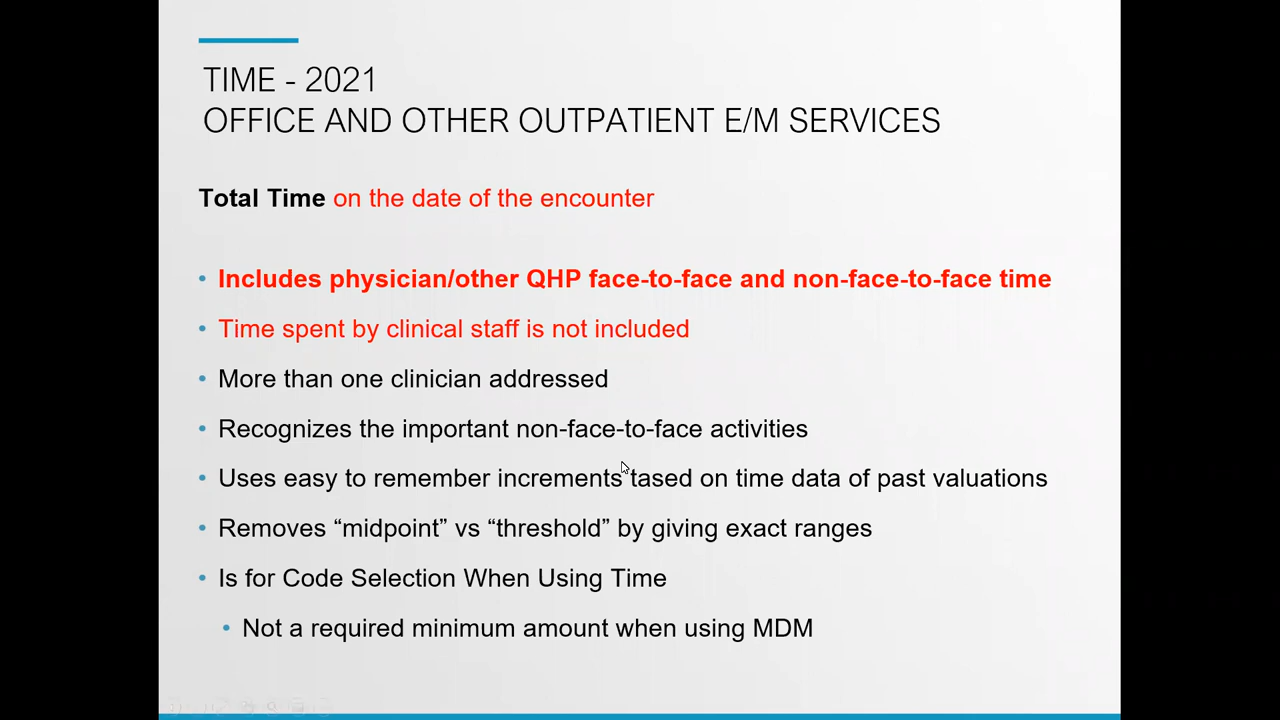 TIME - 2021
OFFICE AND OTHER OUTPATIENT E/M SERVICES
Total Time on the date of the encounter
• Includes physician/other QHP face-to-face and non-face-to-face time
• Time spent by clinical staff is not included
• More than one clinician addressed
• Recognizes the important non-face-to-face activities
• Uses easy to remember increments tased on time data of past valuations
• Removes “midpoint” vs “threshold” by giving exact ranges
• Is for Code Selection When Using Time
• Not a required minimum amount when using MDM